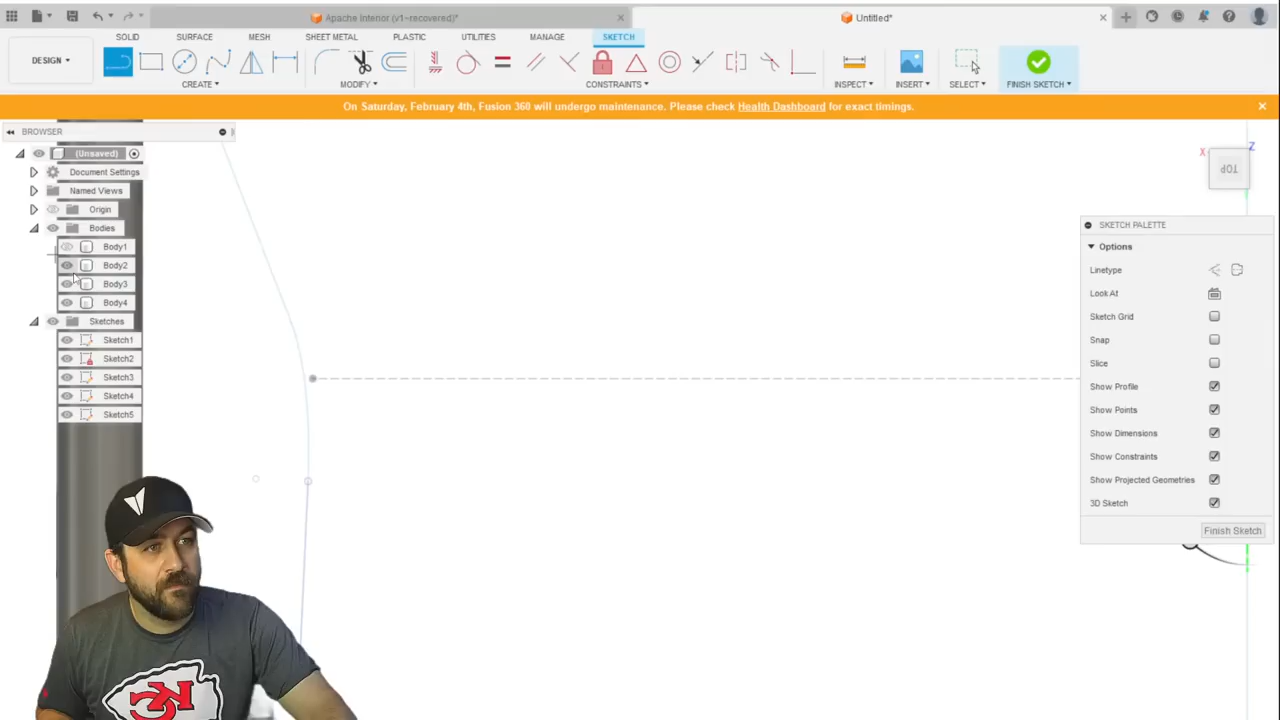 Apache Interior (v1~recovered)*
Untitled*
DESIGN
SOLID
SURFACE
MESH
SHEET METAL
PLASTIC
UTILITIES
MANAGE
SKETCH
CREATE
MODIFY
CONSTRAINTS
INSPECT
INSERT
SELECT
FINISH SKETCH
On Saturday, February 4th, Fusion 360 will undergo maintenance. Please check Health Dashboard for exact timings.
BROWSER
(Unsaved)
Document Settings
Named Views
Origin
Bodies
Body1
Body2
Body3
Body4
Sketches
Sketch1
Sketch2
Sketch3
Sketch4
Sketch5
X
Z
TOP
SKETCH PALETTE
Options
Linetype
Look At
Sketch Grid
Snap
Slice
Show Profile
Show Points
Show Dimensions
Show Constraints
Show Projected Geometries
3D Sketch
Finish Sketch
KC